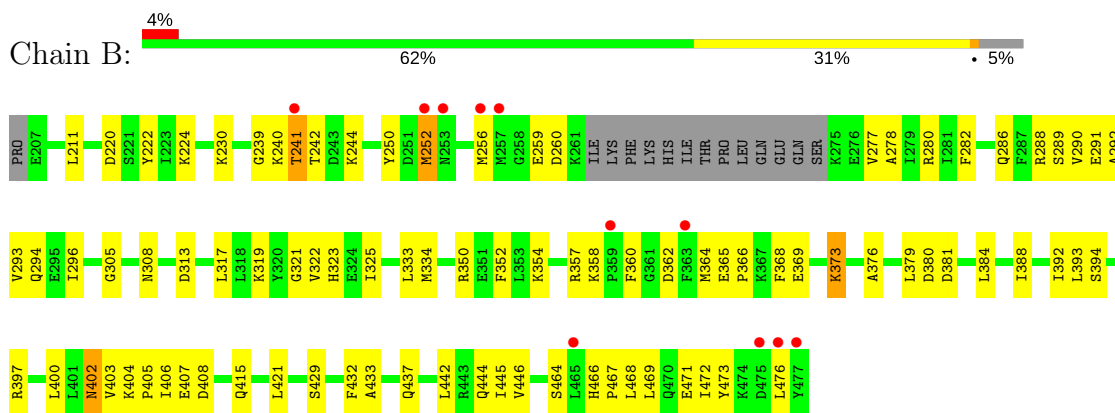 4%
Chain B:
62% 31% • 5%
PRO E207 L211 D220 S221 Y222 I223 K224 K230 G239 K240 T241 T242 D243 K244 Y250 D251 M252 N253 M256 M257 G258 E259 D260 K261 ILE LYS PHE LYS HIS ILE THR PRO LEU GLN GLU GLN SER K275 E276 V277 A278 I279 R280 I281 F282 Q286 F287 R288 S289 V290 E291 A292
V293 Q294 E295 I296 G305 N308 D313 L317 L318 K319 Y320 G321 V322 H323 E324 I325 L333 M334 R350 E351 F352 L353 K354 R357 K358 P359 F360 G361 D362 F363 M364 E365 P366 K367 F368 E369 K373 A376 L379 D380 D381 L384 I388 I392 L393 S394
R397 L400 L401 N402 V403 K404 P405 I406 E407 D408 Q415 L421 S429 F432 A433 Q437 L442 R443 Q444 I445 V446 S464 L465 H466 P467 L468 L469 Q470 E471 I472 Y473 K474 D475 L476 Y477